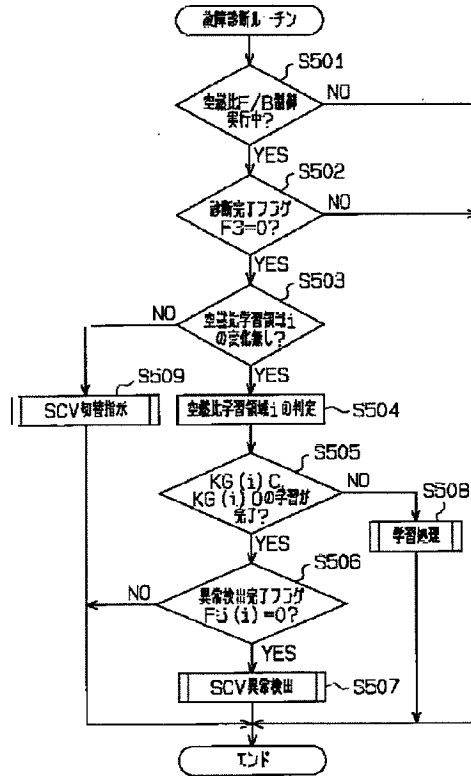 故障診断ルーチン
S501
空燃比F/B制御
実行中?
NO
YES
S502
診断完了フラグ
F3=0?
NO
YES
S503
空燃比学習領域i
の変化無し?
NO
YES
S509
SCV切替指示
空燃比学習領域iの判定
S504
S505
KG(i)C,
KG(i)Oの学習が
完了?
NO
YES
S508
学習処理
S506
異常検出完了フラグ
Fj(i)=0?
NO
YES
SCV異常検出
S507
エンド